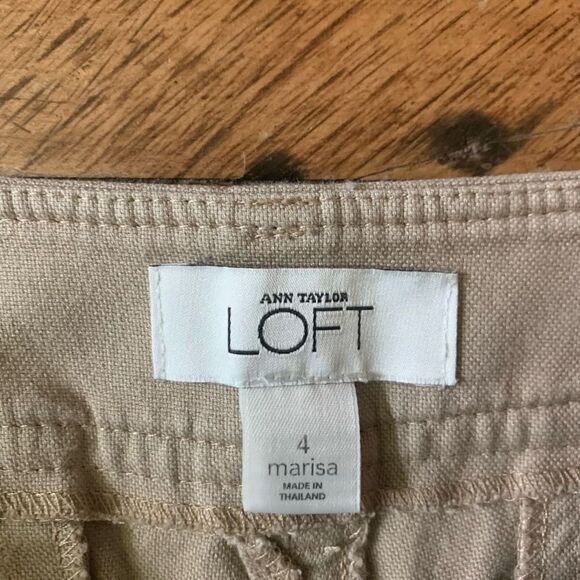 ANN TAYLOR
LOFT
4
marisa
MADE IN
THAILAND